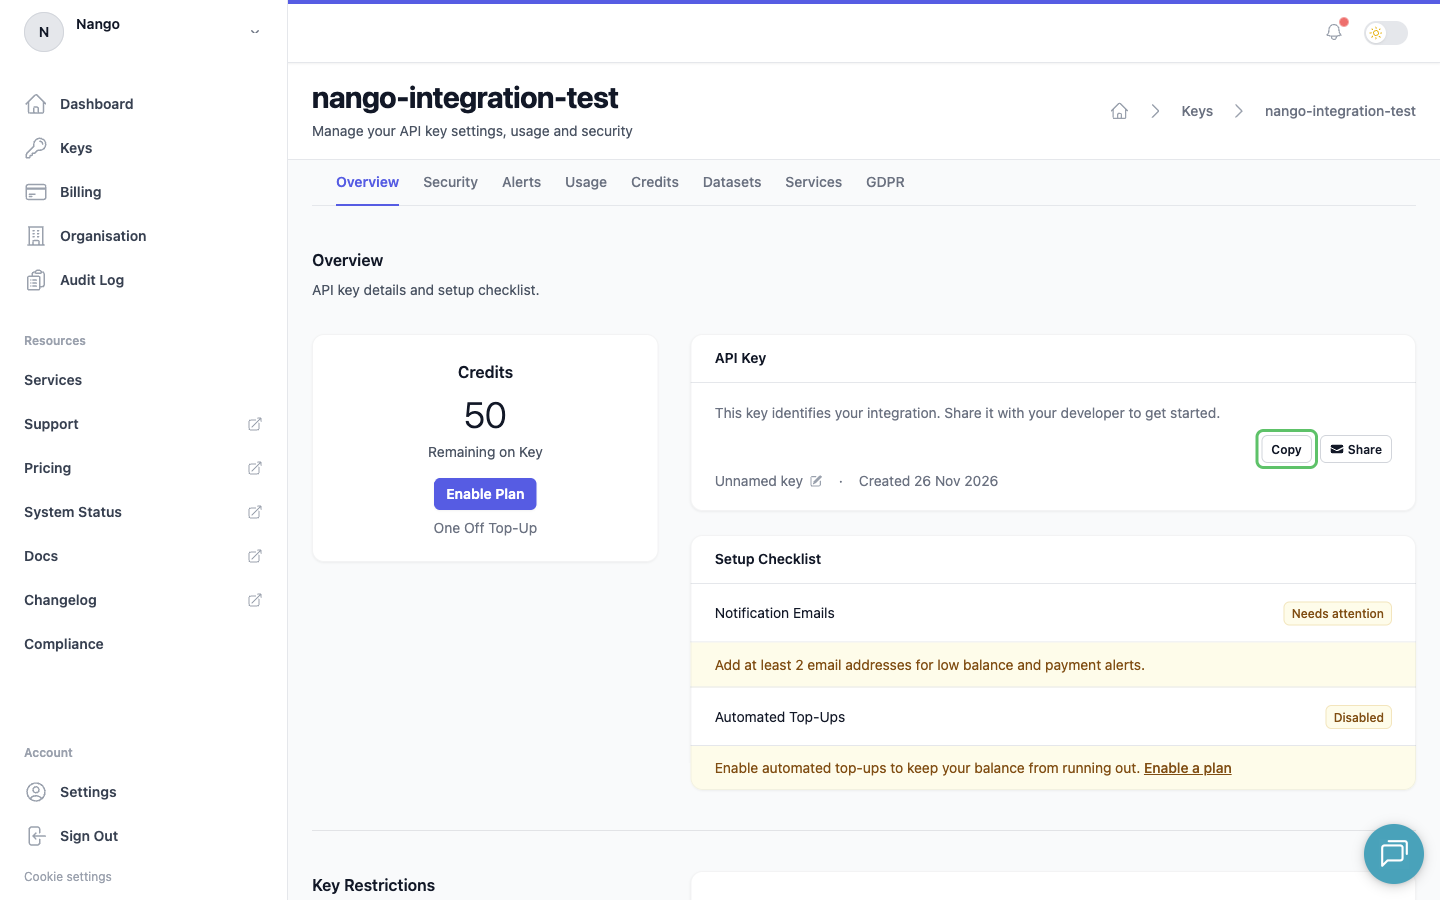 N
Nango
Dashboard
Keys
Billing
Organisation
Audit Log
Resources
Services
Support
Pricing
System Status
Docs
Changelog
Compliance
Account
Settings
Sign Out
Cookie settings
nango-integration-test
Manage your API key settings, usage and security
Keys
nango-integration-test
Overview
Security
Alerts
Usage
Credits
Datasets
Services
GDPR
Overview
API key details and setup checklist.
Credits
50
Remaining on Key
Enable Plan
One Off Top-Up
API Key
This key identifies your integration. Share it with your developer to get started.
Copy
Share
Unnamed key · Created 26 Nov 2026
Setup Checklist
Notification Emails
Needs attention
Add at least 2 email addresses for low balance and payment alerts.
Automated Top-Ups
Disabled
Enable automated top-ups to keep your balance from running out. Enable a plan
Key Restrictions